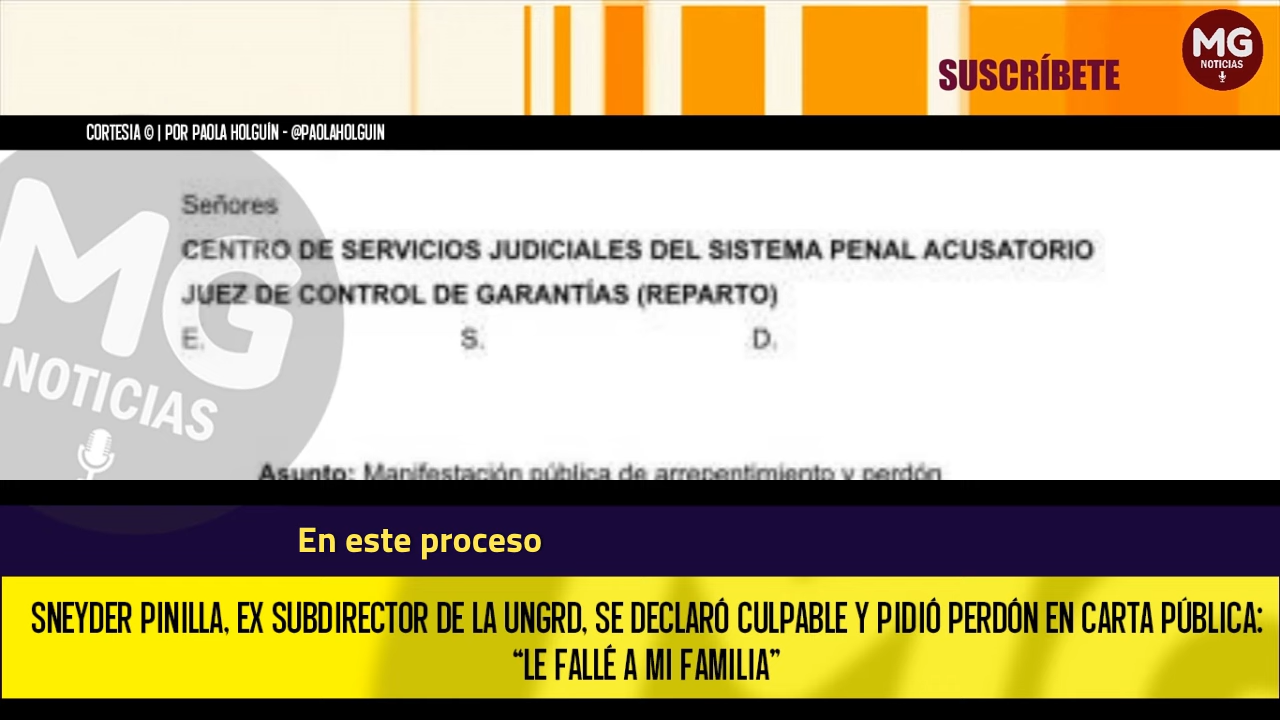 MG
NOTICIAS
SUSCRÍBETE
CORTESIA © | POR PAOLA HOLGUÍN - @PAOLAHOLGUIN
Señores
CENTRO DE SERVICIOS JUDICIALES DEL SISTEMA PENAL ACUSATORIO
JUEZ DE CONTROL DE GARANTÍAS (REPARTO)
E. S. D.
MG
NOTICIAS
Asunto: Manifestación pública de arrepentimiento y perdón
En este proceso
SNEYDER PINILLA, EX SUBDIRECTOR DE LA UNGRD, SE DECLARÓ CULPABLE Y PIDIÓ PERDÓN EN CARTA PÚBLICA:
“LE FALLÉ A MI FAMILIA”